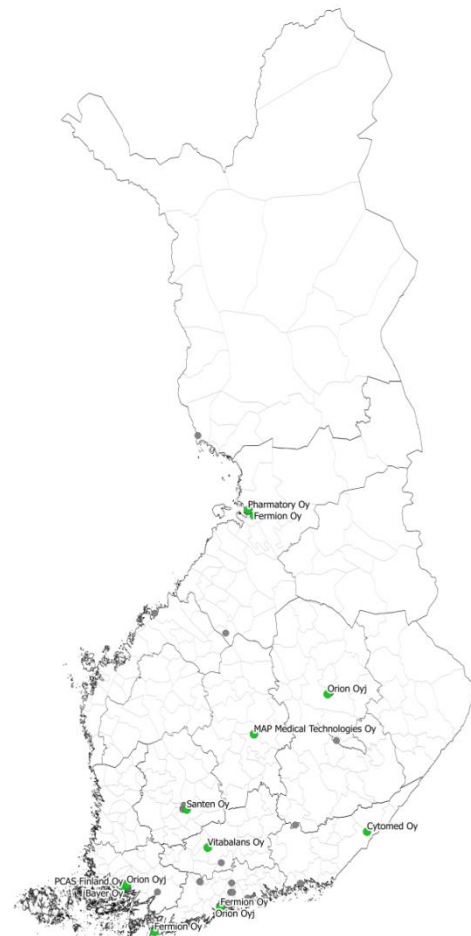 Pharmatory Oy
Fermion Oy
Orion Oyj
MAP Medical Technologies Oy
Santen Oy
Cytomed Oy
Vitabalans Oy
PCAS Finland Oy
Orion Oyj
Bayer Oy
Fermion Oy
Orion Oyj
Fermion Oy